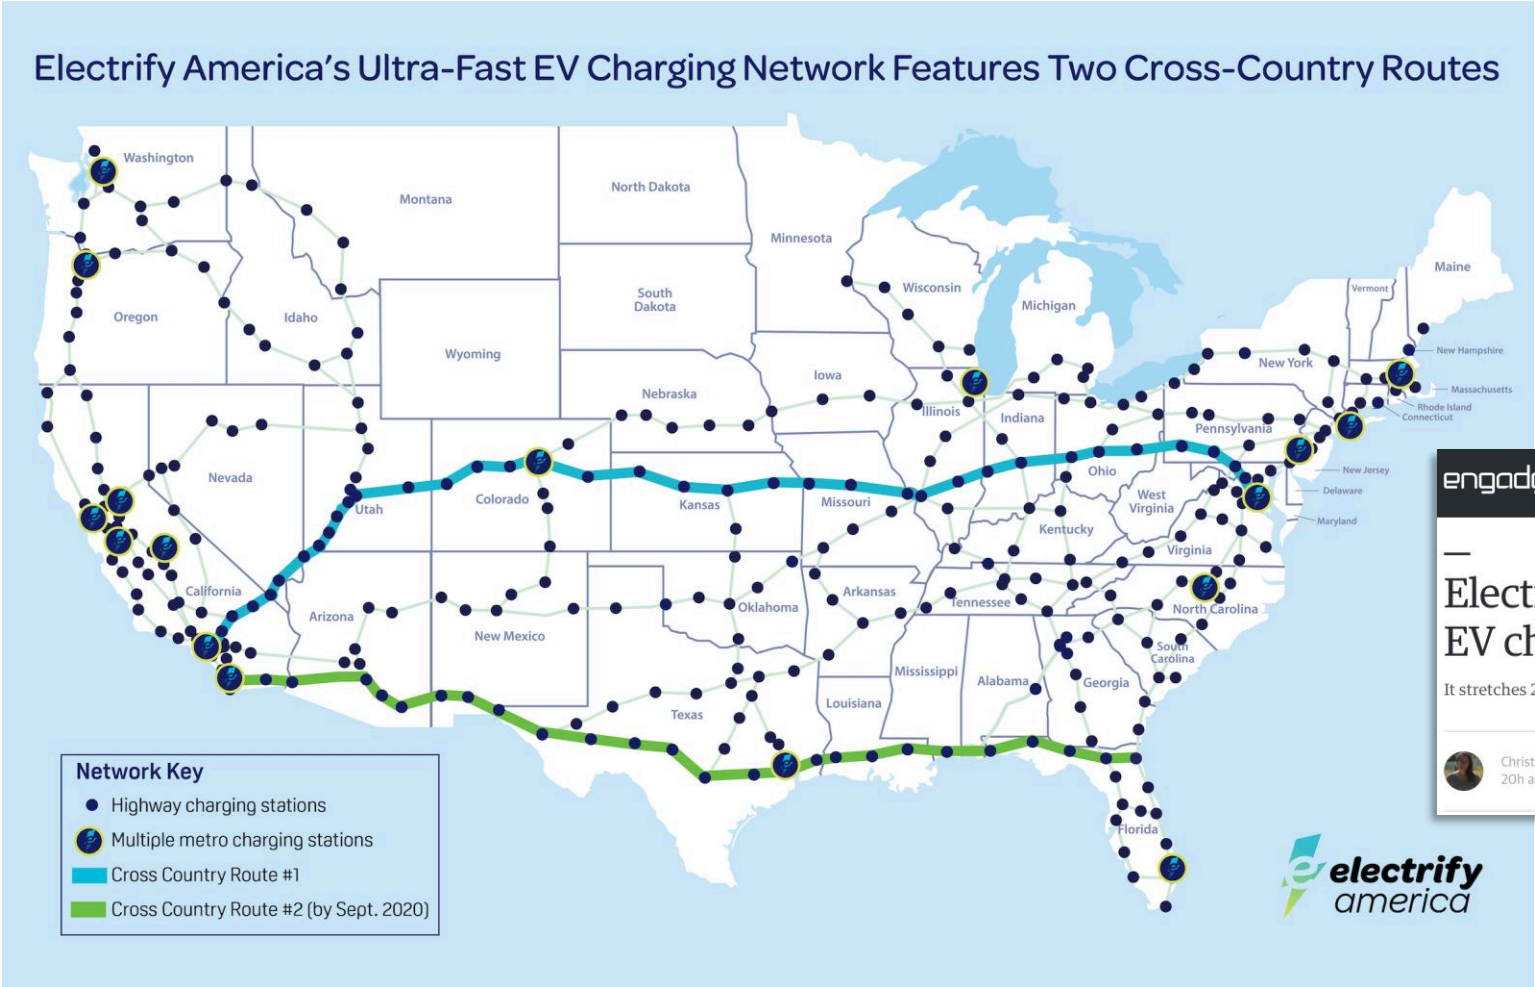 Electrify America's Ultra-Fast EV Charging Network Features Two Cross-Country Routes
Washington
Montana
North Dakota
Minnesota
Maine
Vermont
Wisconsin
Michigan
South
Dakota
Oregon
Idaho
Wyoming
New York
New Hampshire
Iowa
Nebraska
Massachusetts
Rhode Island
Connecticut
Illinois
Indiana
Pennsylvania
Nevada
Utah
Colorado
Kansas
Missouri
Ohio
West
Virginia
New Jersey
Delaware
Maryland
Kentucky
Virginia
California
Arizona
New Mexico
Oklahoma
Arkansas
Tennessee
North Carolina
South
Carolina
Mississippi
Alabama
Georgia
Louisiana
Texas
Florida
Network Key
Highway charging stations
Multiple metro charging stations
Cross Country Route #1
Cross Country Route #2 (by Sept. 2020)
electrify
america
engad
Elect
EV ch
It stretches 2
Christ
20h a